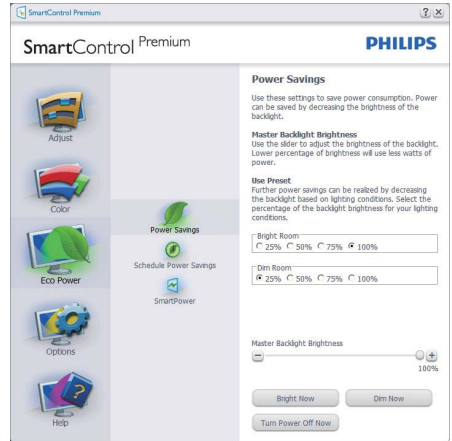 SmartControl Premium
SmartControl Premium
PHILIPS
Adjust
Color
Eco Power
Options
Help
Power Savings
Schedule Power Savings
SmartPower
Power Savings
Use these settings to save power consumption. Power
can be saved by decreasing the brightness of the
backlight.
Master Backlight Brightness
Use the slider to adjust the brightness of the backlight.
Lower percentage of brightness will use less watts of
power.
Use Preset
Further power savings can be realized by decreasing
the backlight based on lighting conditions. Select the
percentage of the backlight brightness for your lighting
conditions.
Bright Room
25% 50% 75% 100%
Dim Room
25% 50% 75% 100%
Master Backlight Brightness
100%
Bright Now Dim Now
Turn Power Off Now